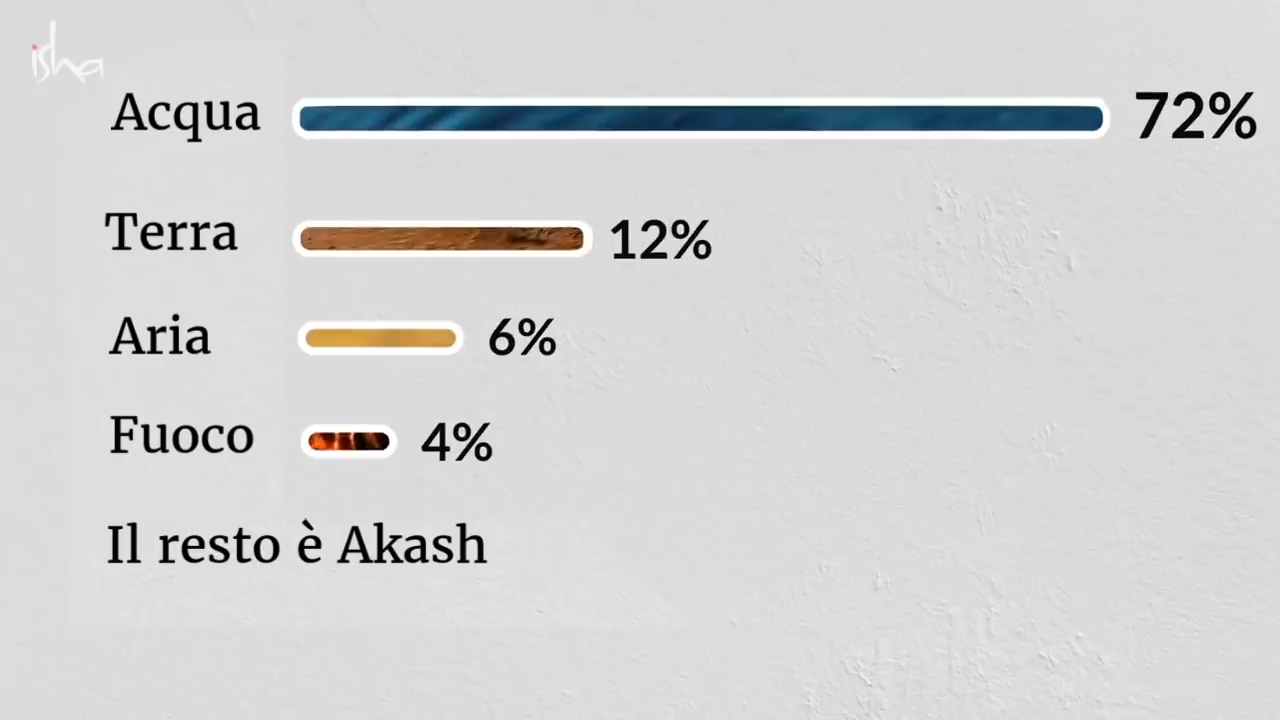 isha
Acqua 72%
Terra 12%
Aria 6%
Fuoco 4%
Il resto è Akash